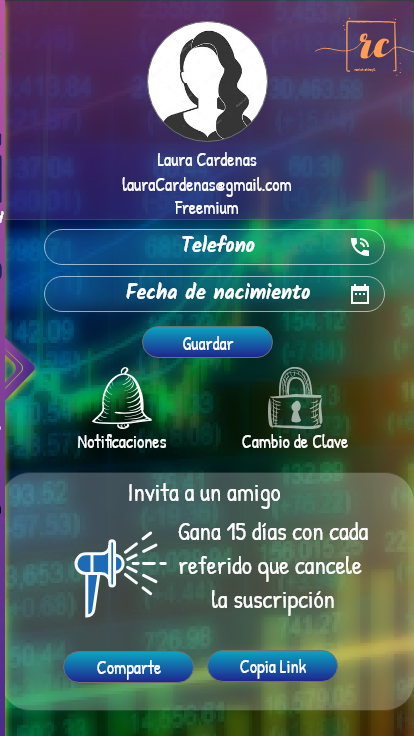 rc
Laura Cardenas
lauraCardenas@gmail.com
Freemium
Telefono
Fecha de nacimiento
Guardar
Notificaciones
Cambio de Clave
Invita a un amigo
Gana 15 días con cada
referido que cancele
la suscripción
Comparte
Copia Link